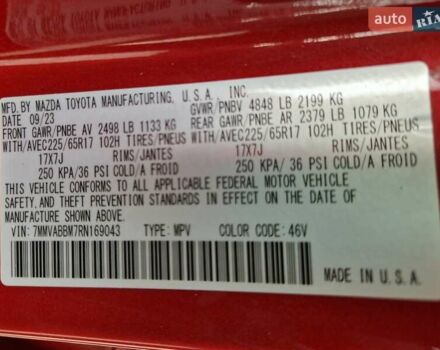 auto RIA
MFD. BY MAZDA TOYOTA MANUFACTURING, U.S.A., INC.
DATE 09/23 GVWR/PNBV 4848 LB 2199 KG
FRONT GAWR/PNBE AV 2498 LB 1133 KG REAR GAWR/PNBE AR 2379 LB 1079 KG
WITH/AVEC225/65R17 102H TIRES/PNEUS WITH/AVEC225/65R17 102H TIRES/PNEUS
17X7J RIMS/JANTES 17X7J RIMS/JANTES
250 KPA/36 PSI COLD/A FROID 250 KPA/ 36 PSI COLD/A FROID
THIS VEHICLE CONFORMS TO ALL APPLICABLE FEDERAL MOTOR VEHICLE
SAFETY, AND THEFT PREVENTION STANDARDS IN EFFECT ON THE DATE OF
MANUFACTURE SHOWN ABOVE.
VIN: 7MMVABBM7RN169043 TYPE: MPV COLOR CODE: 46V
MADE IN U.S.A.